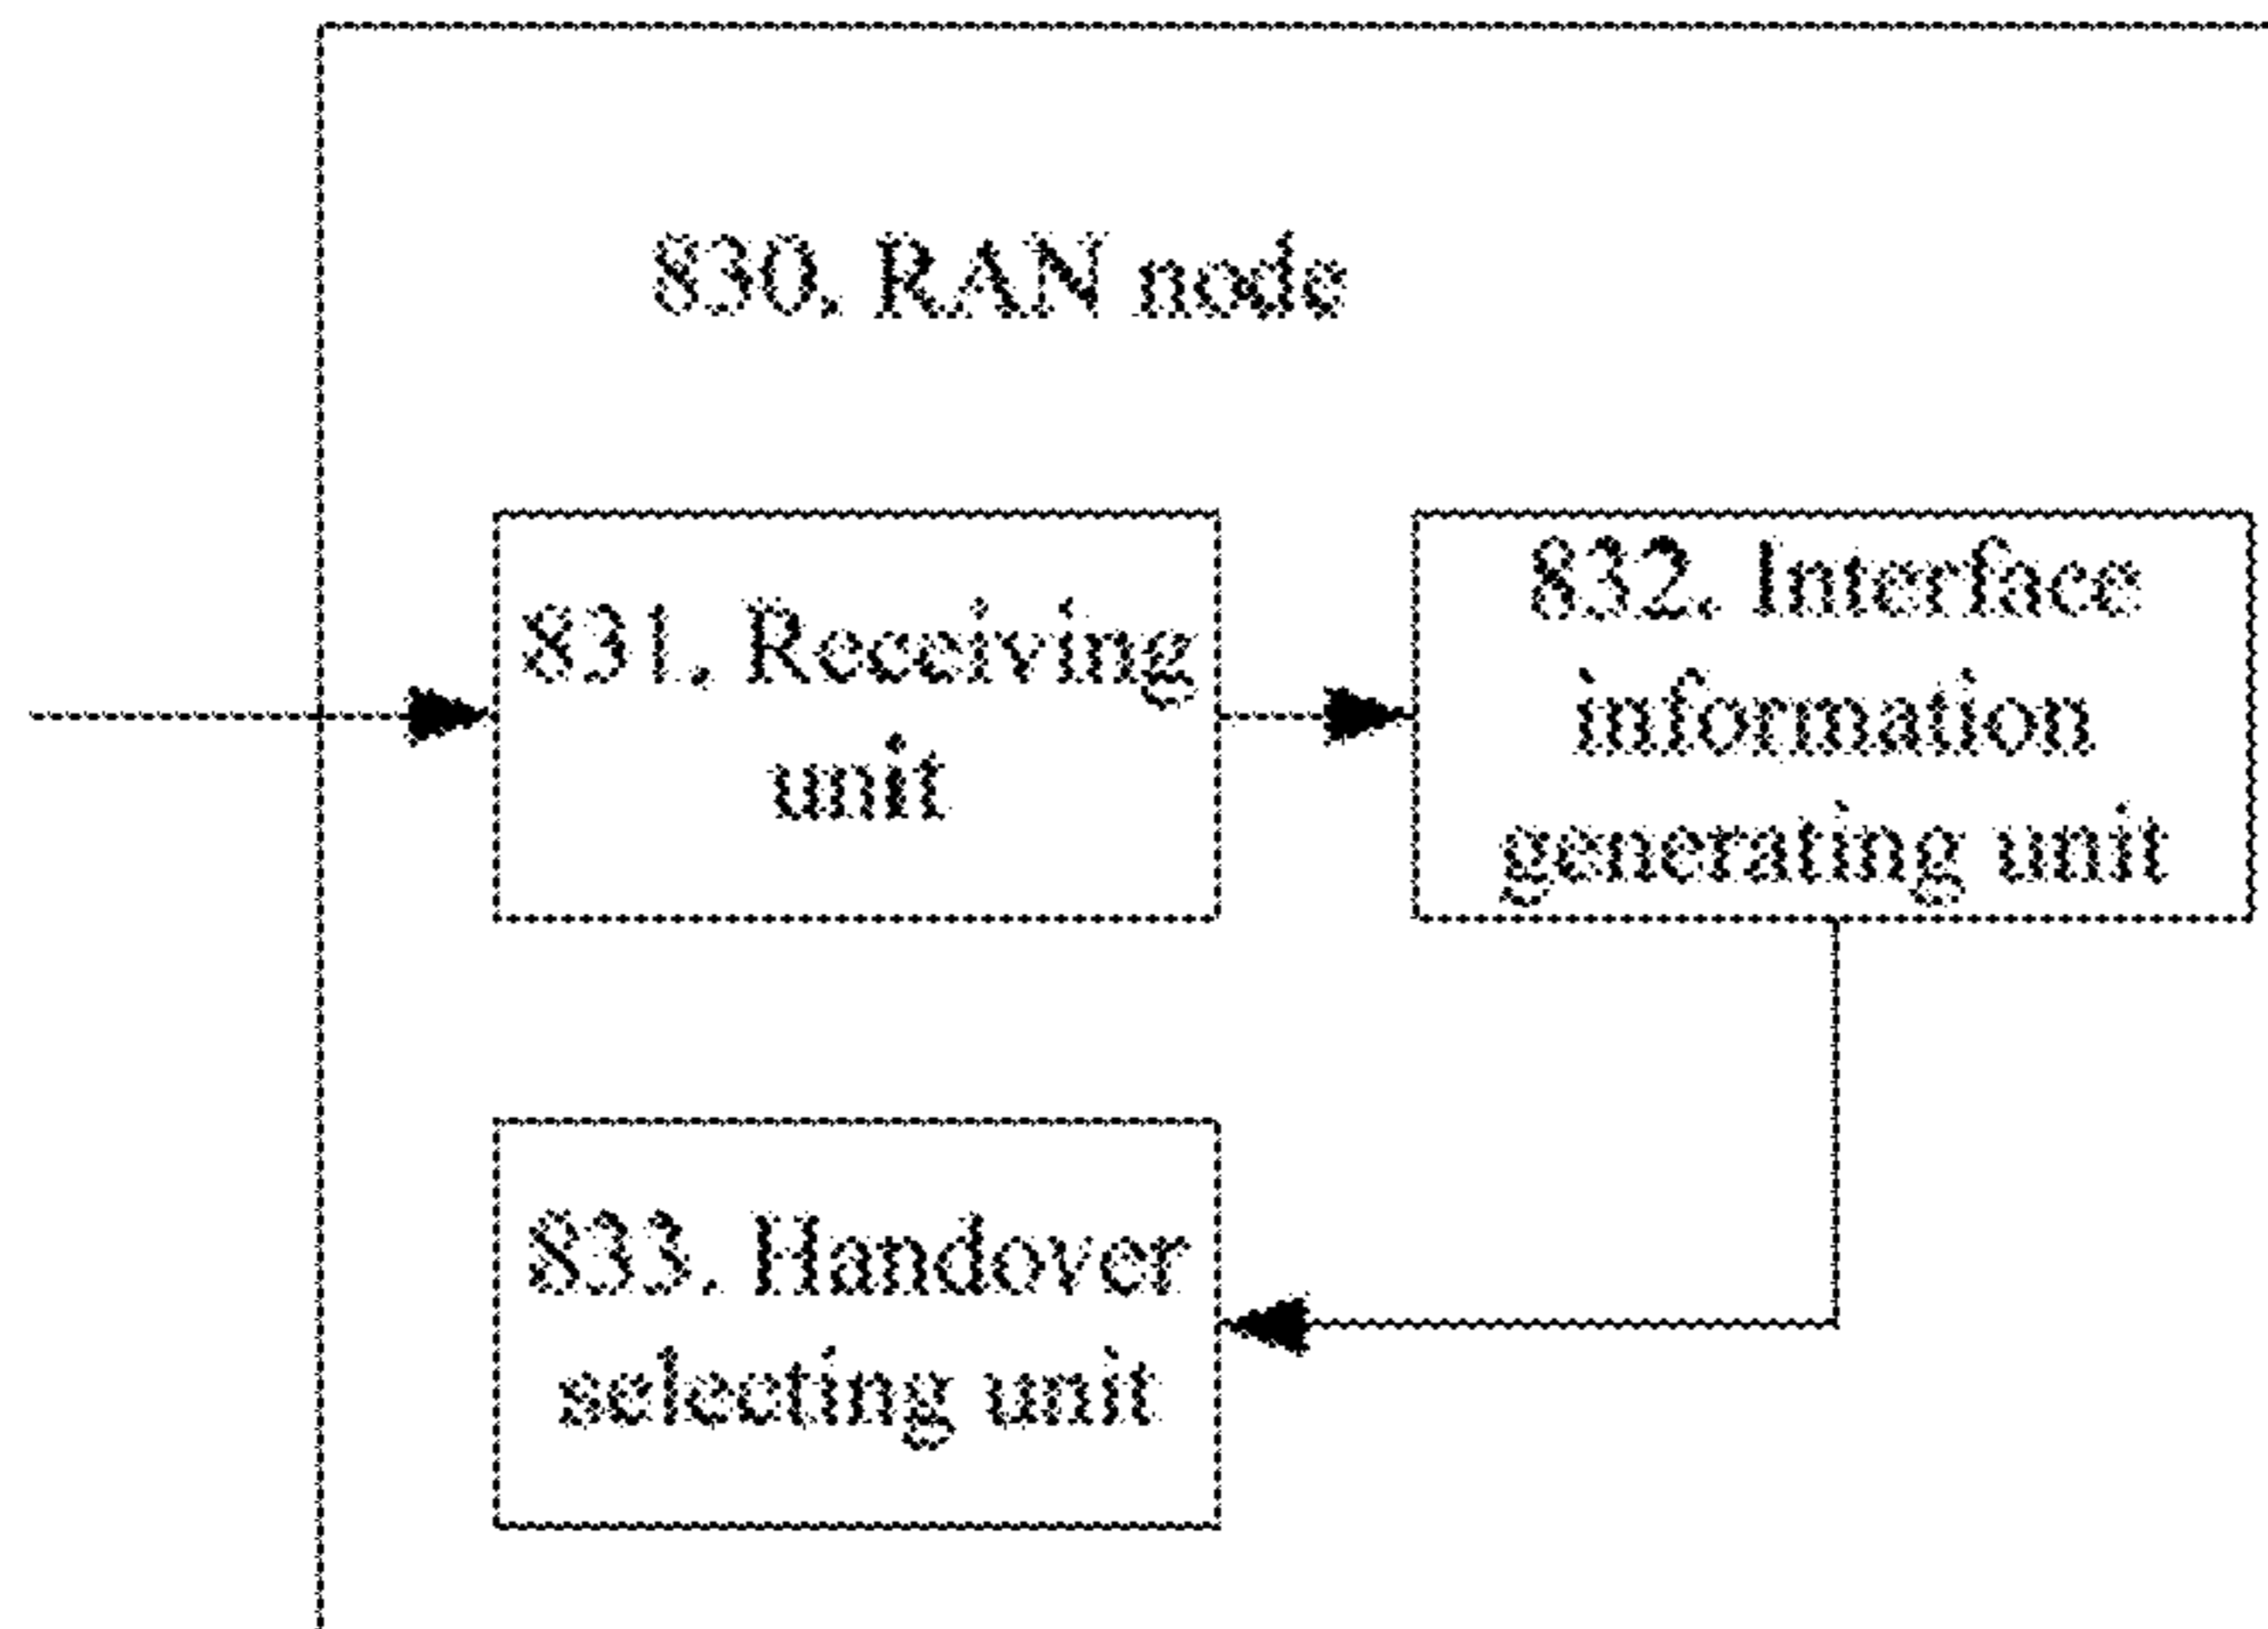 830. RAN node
831. Receiving
unit
832. Interface
information
generating unit
833. Handover
selecting unit